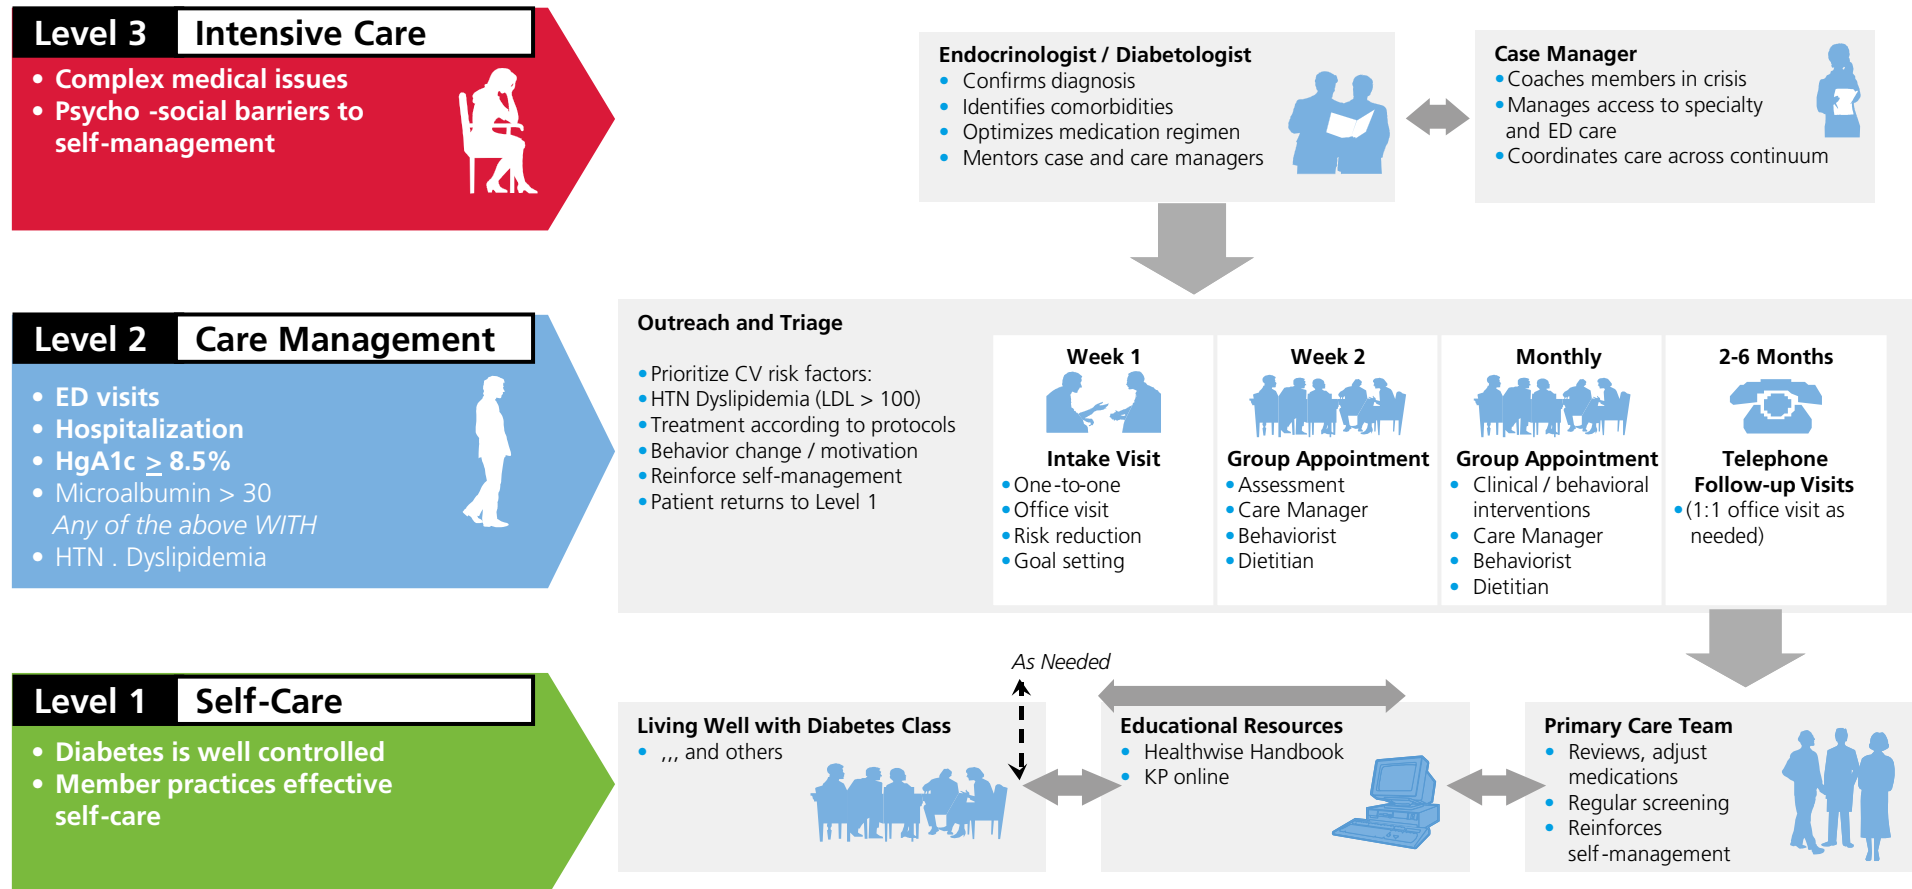 Level 3 Intensive Care
• Complex medical issues
• Psycho -social barriers to
self-management
Endocrinologist / Diabetologist
• Confirms diagnosis
• Identifies comorbidities
• Optimizes medication regimen
• Mentors case and care managers
Case Manager
• Coaches members in crisis
• Manages access to specialty
and ED care
• Coordinates care across continuum
Level 2 Care Management
• ED visits
• Hospitalization
• HgA1c ≥ 8.5%
• Microalbumin > 30
Any of the above WITH
• HTN . Dyslipidemia
Outreach and Triage
• Prioritize CV risk factors:
• HTN Dyslipidemia (LDL > 100)
• Treatment according to protocols
• Behavior change / motivation
• Reinforce self-management
• Patient returns to Level 1
Week 1
Intake Visit
• One-to-one
• Office visit
• Risk reduction
• Goal setting
Week 2
Group Appointment
• Assessment
• Care Manager
• Behaviorist
• Dietitian
Monthly
Group Appointment
• Clinical / behavioral
interventions
• Care Manager
• Behaviorist
• Dietitian
2-6 Months
Telephone
Follow-up Visits
• (1:1 office visit as
needed)
Level 1 Self-Care
• Diabetes is well controlled
• Member practices effective
self-care
As Needed
Living Well with Diabetes Class
• ,,, and others
Educational Resources
• Healthwise Handbook
• KP online
Primary Care Team
• Reviews, adjust
medications
• Regular screening
• Reinforces
self-management